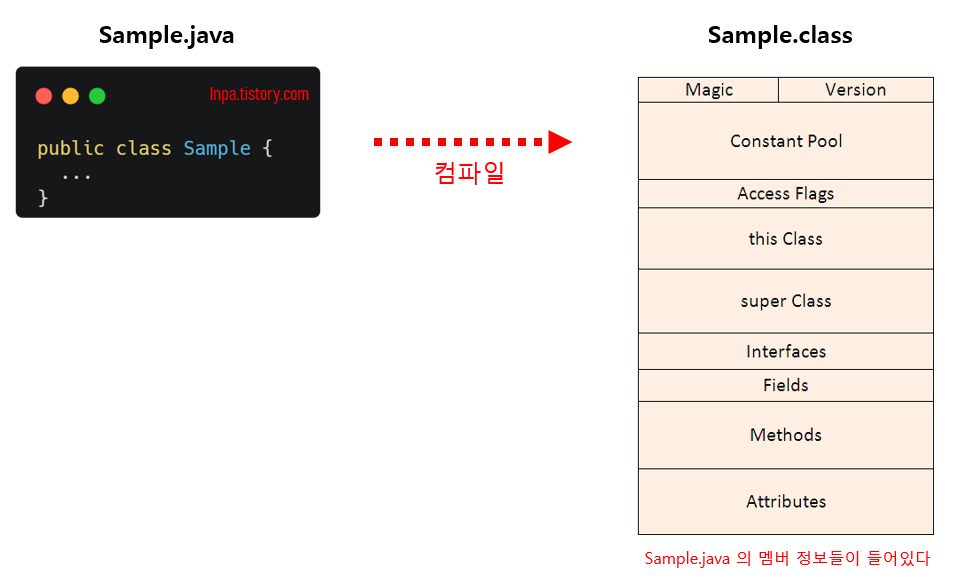 Sample.java
Inpa.tistory.com
public class Sample {
...
}
컴파일
Sample.class
Magic Version
Constant Pool
Access Flags
this Class
super Class
Interfaces
Fields
Methods
Attributes
Sample.java 의 멤버 정보들이 들어있다